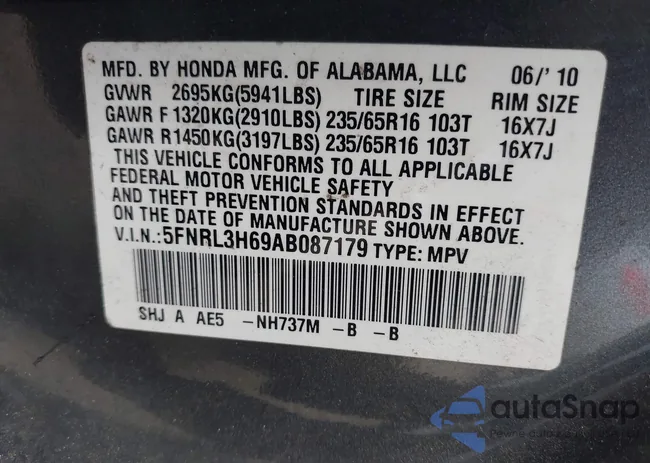 MFD. BY HONDA MFG. OF ALABAMA, LLC 06/' 10
GVWR 2695KG(5941LBS) TIRE SIZE RIM SIZE
GAWR F 1320KG(2910LBS) 235/65R16 103T 16X7J
GAWR R1450KG(3197LBS) 235/65R16 103T 16X7J
THIS VEHICLE CONFORMS TO ALL APPLICABLE
FEDERAL MOTOR VEHICLE SAFETY
AND THEFT PREVENTION STANDARDS IN EFFECT
ON THE DATE OF MANUFACTURE SHOWN ABOVE.
V.I.N.:5FNRL3H69AB087179 TYPE: MPV
SHJ A AE5 -NH737M -B -B
autoSnap